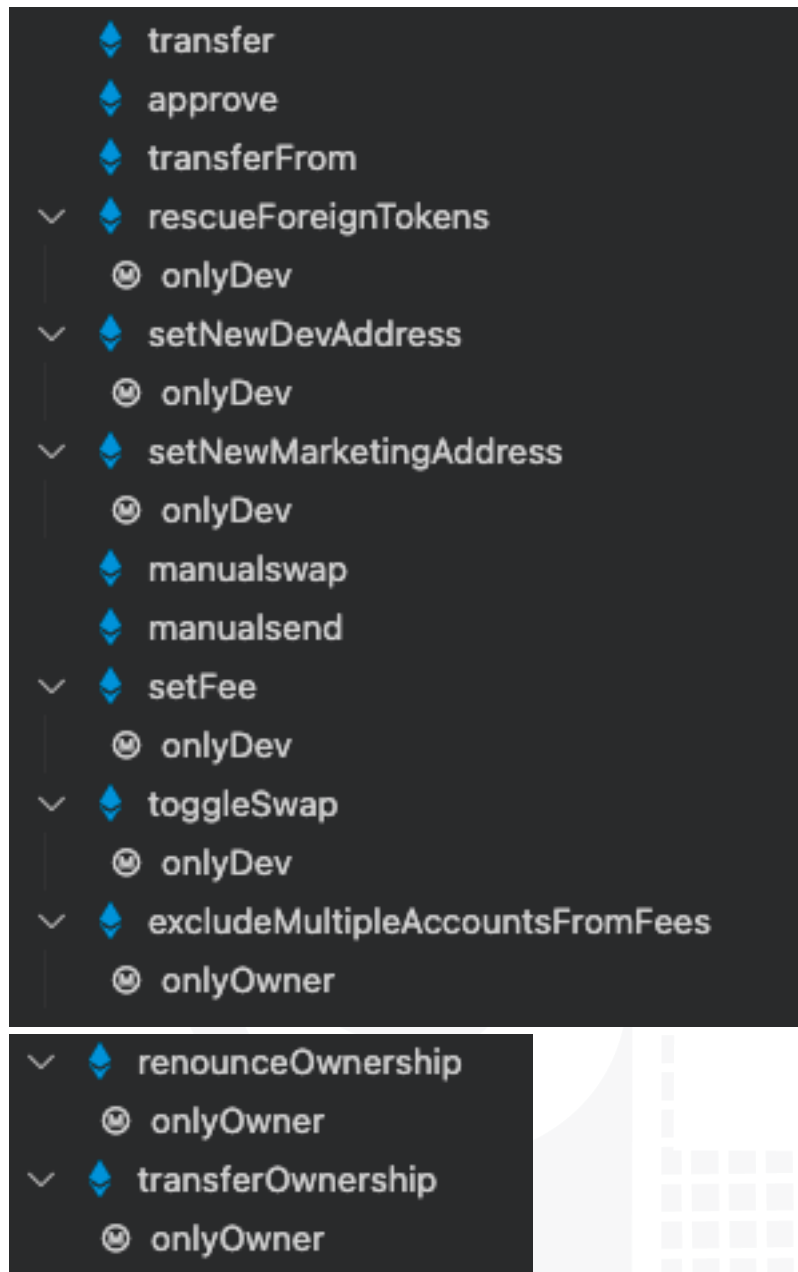 transfer
approve
transferFrom
rescueForeignTokens
onlyDev
setNewDevAddress
onlyDev
setNewMarketingAddress
onlyDev
manualswap
manualsend
setFee
onlyDev
toggleSwap
onlyDev
excludeMultipleAccountsFromFees
onlyOwner
renounceOwnership
onlyOwner
transferOwnership
onlyOwner